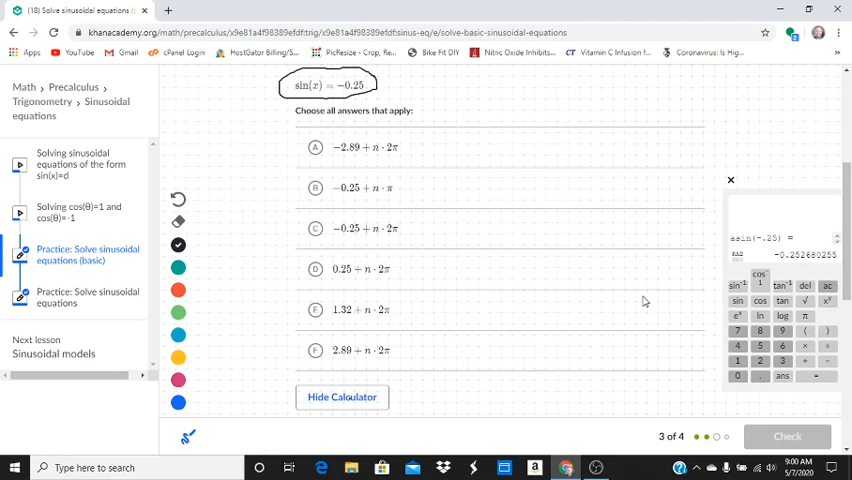 (18) Solve sinusoidal equations (
khanacademy.org/math/precalculus/x9e81a4f98389efdf:trig/x9e81a4f98389efdf:sinus-eq/e/solve-basic-sinusoidal-equations
Apps
YouTube
Gmail
cPanel Login
HostGator Billing/S...
PicResize - Crop, Re...
Bike Fit DIY
Nitric Oxide Inhibits...
CT Vitamin C Infusion f...
Coronavirus: Is Hig...
Math > Precalculus >
Trigonometry > Sinusoidal
equations
Solving sinusoidal
equations of the form
sin(x)=d
Solving cos(θ)=1 and
cos(θ)=-1
Practice: Solve sinusoidal
equations (basic)
Practice: Solve sinusoidal
equations
Next lesson
Sinusoidal models
sin(x) = −0.25
Choose all answers that apply:
A −2.89 + n · 2π
B −0.25 + n · π
C −0.25 + n · 2π
D 0.25 + n · 2π
E 1.32 + n · 2π
F 2.89 + n · 2π
Hide Calculator
asin(-.25) =
RAD -0.252680255
sin⁻¹ cos⁻¹ tan⁻¹ del ac
sin cos tan √ xʸ
eˣ ln log π
7 8 9 ( )
4 5 6 × ÷
1 2 3 + −
0 . ans =
3 of 4
Check
Type here to search
9:00 AM
5/7/2020